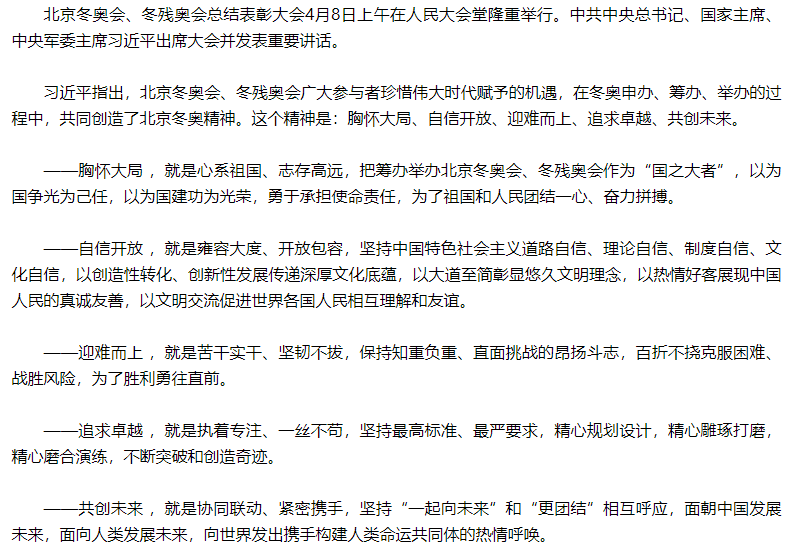 北京冬奥会、冬残奥会总结表彰大会4月8日上午在人民大会堂隆重举行。中共中央总书记、国家主席、
中央军委主席习近平出席大会并发表重要讲话。
习近平指出，北京冬奥会、冬残奥会广大参与者珍惜伟大时代赋予的机遇，在冬奥申办、筹办、举办的过
程中，共同创造了北京冬奥精神。这个精神是：胸怀大局、自信开放、迎难而上、追求卓越、共创未来。
——胸怀大局 ，就是心系祖国、志存高远，把筹办举办北京冬奥会、冬残奥会作为“国之大者”，以为
国争光为己任，以为国建功为光荣，勇于承担使命责任，为了祖国和人民团结一心、奋力拼搏。
——自信开放 ，就是雍容大度、开放包容，坚持中国特色社会主义道路自信、理论自信、制度自信、文
化自信，以创造性转化、创新性发展传递深厚文化底蕴，以大道至简彰显悠久文明理念，以热情好客展现中国
人民的真诚友善，以文明交流促进世界各国人民相互理解和友谊。
——迎难而上 ，就是苦干实干、坚韧不拔，保持知重负重、直面挑战的昂扬斗志，百折不挠克服困难、
战胜风险，为了胜利勇往直前。
——追求卓越 ，就是执着专注、一丝不苟，坚持最高标准、最严要求，精心规划设计，精心雕琢打磨，
精心磨合演练，不断突破和创造奇迹。
——共创未来 ，就是协同联动、紧密携手，坚持“一起向未来”和“更团结”相互呼应，面朝中国发展
未来，面向人类发展未来，向世界发出携手构建人类命运共同体的热情呼唤。